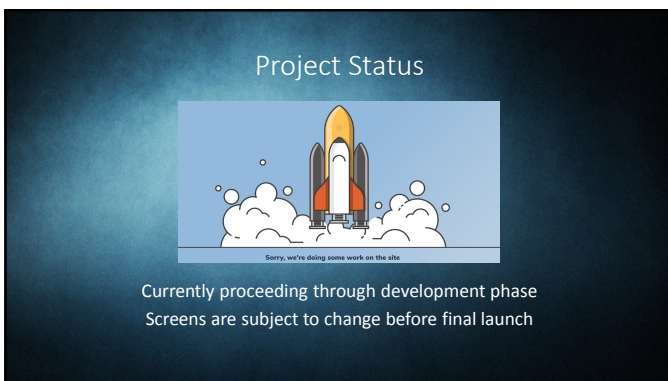 Project Status
Sorry, we're doing some work on the site
Currently proceeding through development phase
Screens are subject to change before final launch